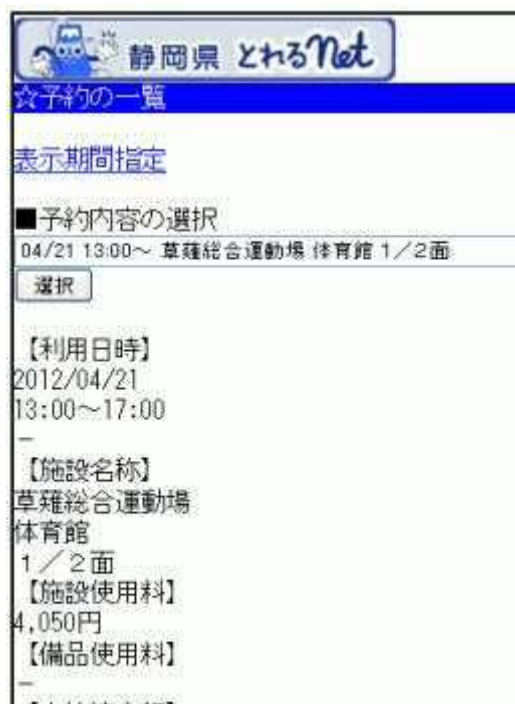 静岡県 とれるnet
☆予約の一覧
表示期間指定
■予約内容の選択
04/21 13:00～ 草薙総合運動場 体育館 1／2面
選択
【利用日時】
2012/04/21
13:00～17:00
－
【施設名称】
草薙総合運動場
体育館
１／２面
【施設使用料】
4,050円
【備品使用料】
－